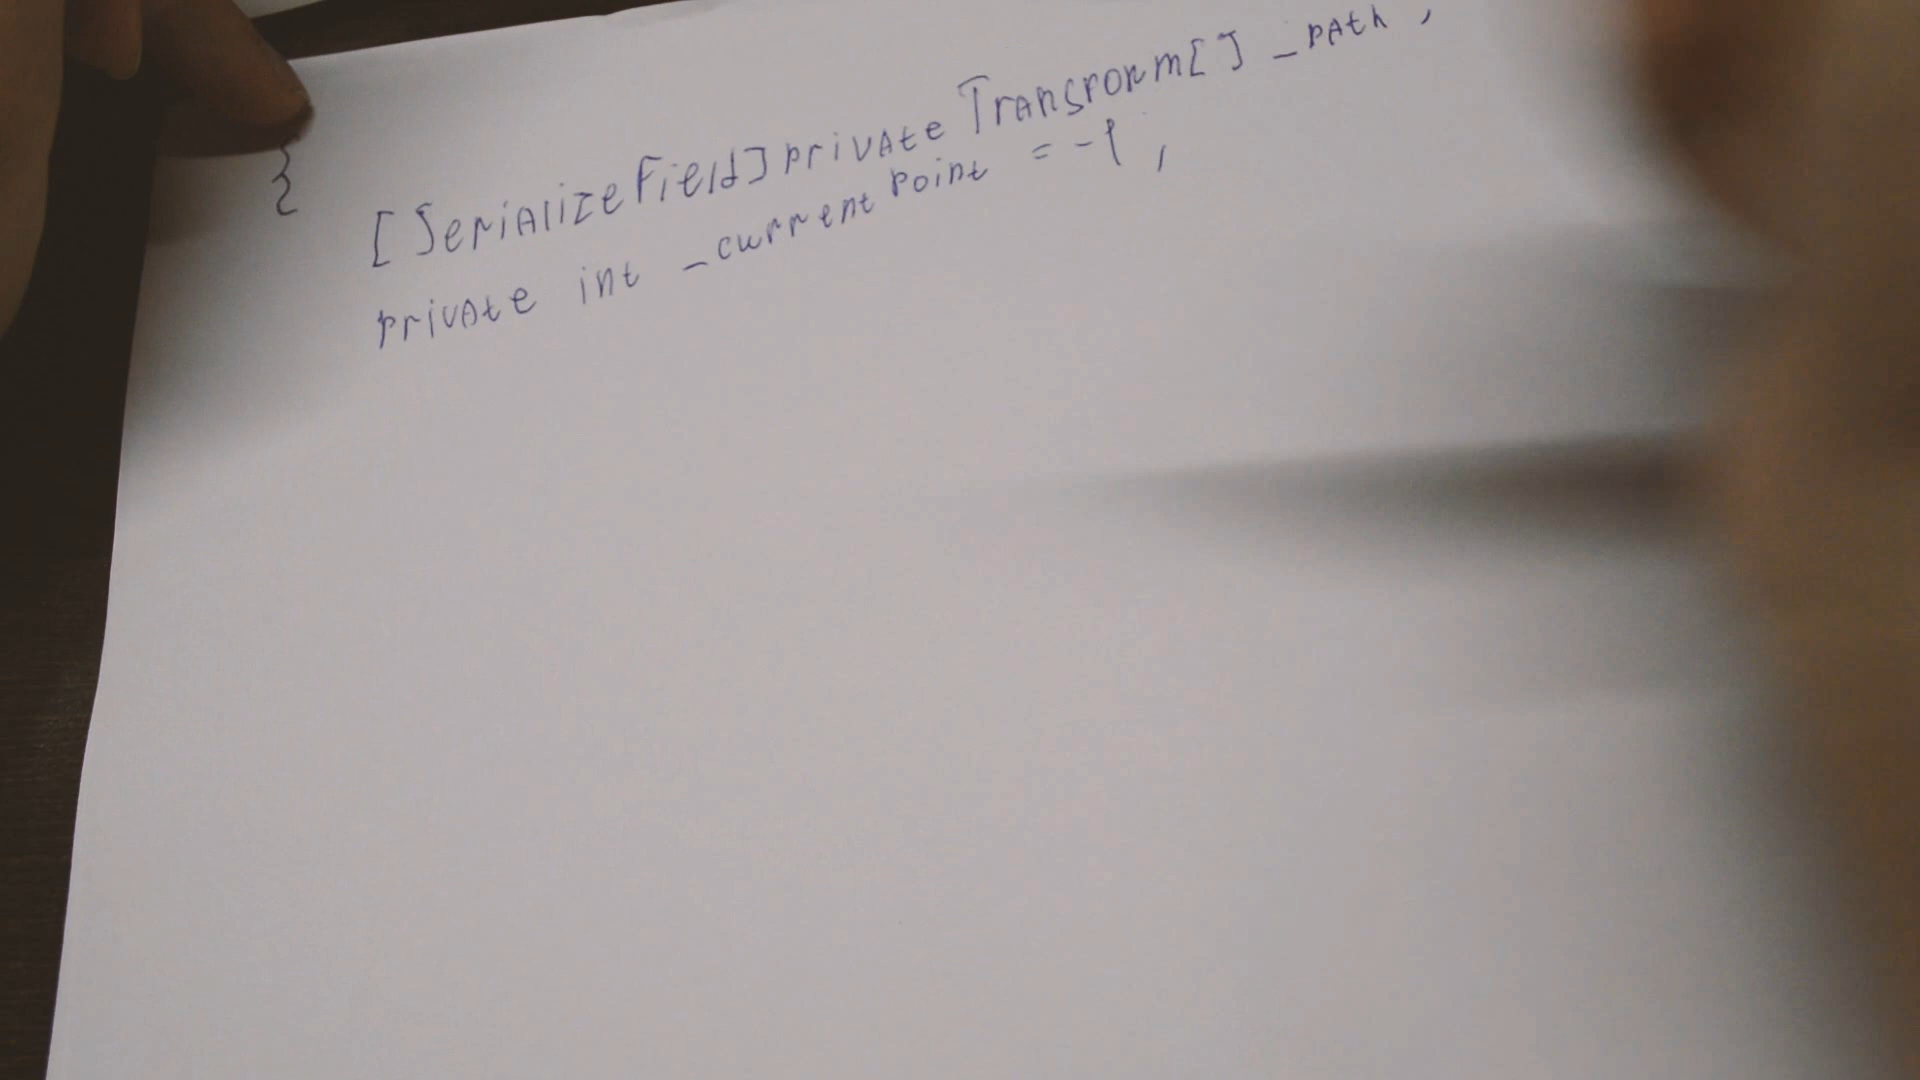 {
[SerializeField] private Transform[] _path ;
private int _currentPoint = -1 ;